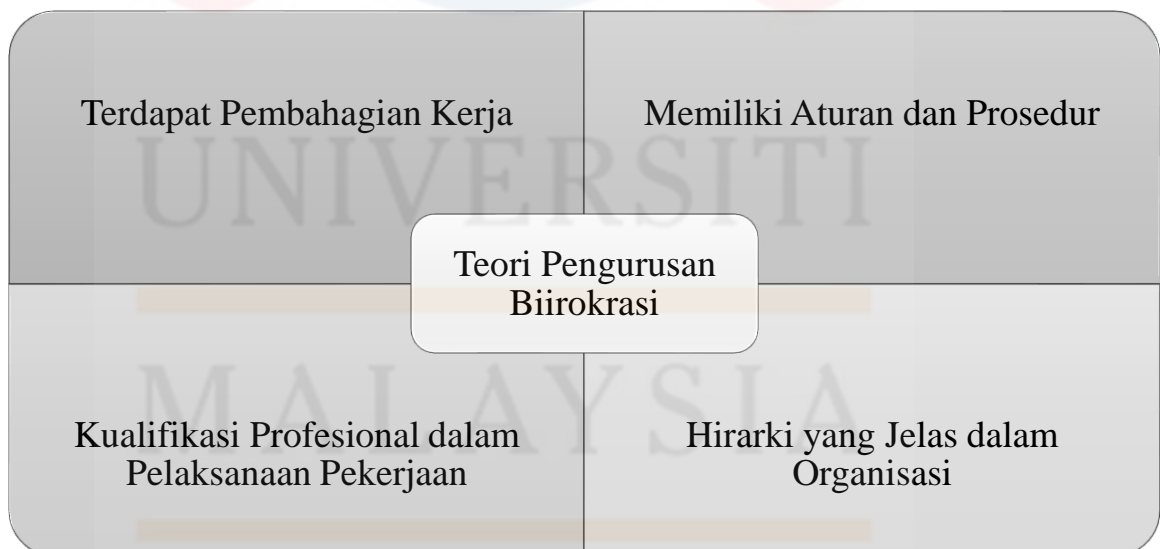 Terdapat Pembahagian Kerja
Memiliki Aturan dan Prosedur
UNIVERSITI
Teori Pengurusan
Biirokrasi
MALAYSIA
Kualifikasi Profesional dalam
Pelaksanaan Pekerjaan
Hirarki yang Jelas dalam
Organisasi